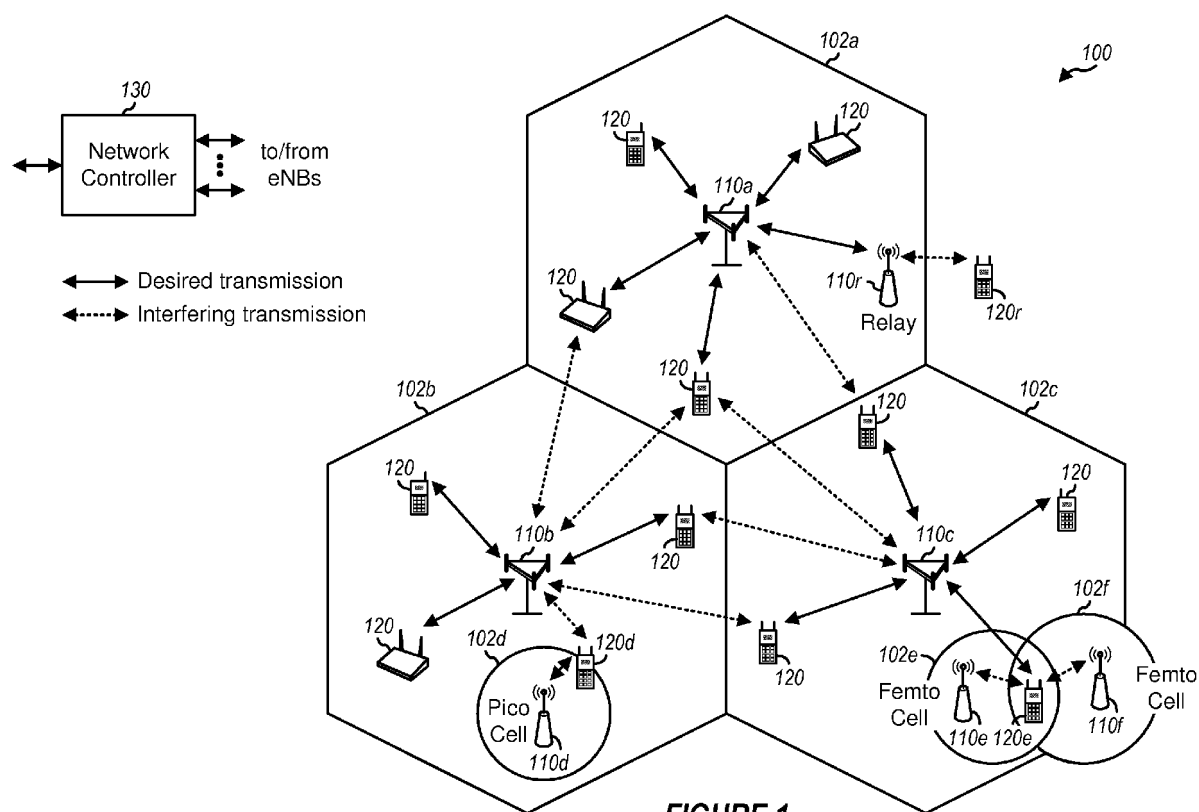 102a
100
130
Network
Controller
to/from
eNBs
120
120
110a
Desired transmission
Interfering transmission
120
110r
Relay
120r
102b
120
102c
120
120
120
110b
120
110c
120
102d
120d
120
102f
102e
Pico
Cell
110d
Femto
Cell
110e
120e
110f
Femto
Cell
FIGURE 1